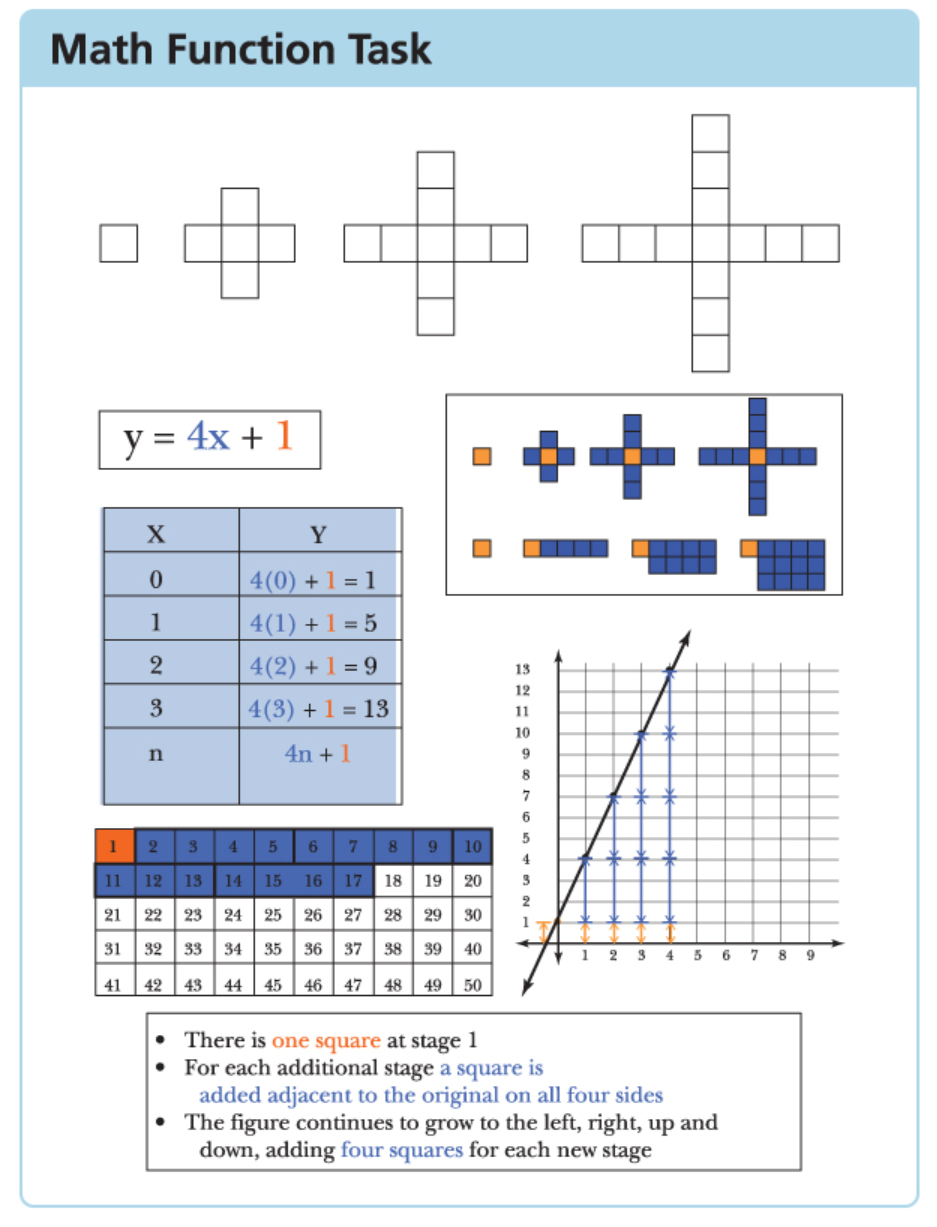 Math Function Task
y = 4x + 1
X Y
0 4(0) + 1 = 1
1 4(1) + 1 = 5
2 4(2) + 1 = 9
3 4(3) + 1 = 13
n 4n + 1
13
12
11
10
9
8
7
6
5
4
3
2
1
1 2 3 4 5 6 7 8 9
1 2 3 4 5 6 7 8 9 10
11 12 13 14 15 16 17 18 19 20
21 22 23 24 25 26 27 28 29 30
31 32 33 34 35 36 37 38 39 40
41 42 43 44 45 46 47 48 49 50
• There is one square at stage 1
• For each additional stage a square is
added adjacent to the original on all four sides
• The figure continues to grow to the left, right, up and
down, adding four squares for each new stage